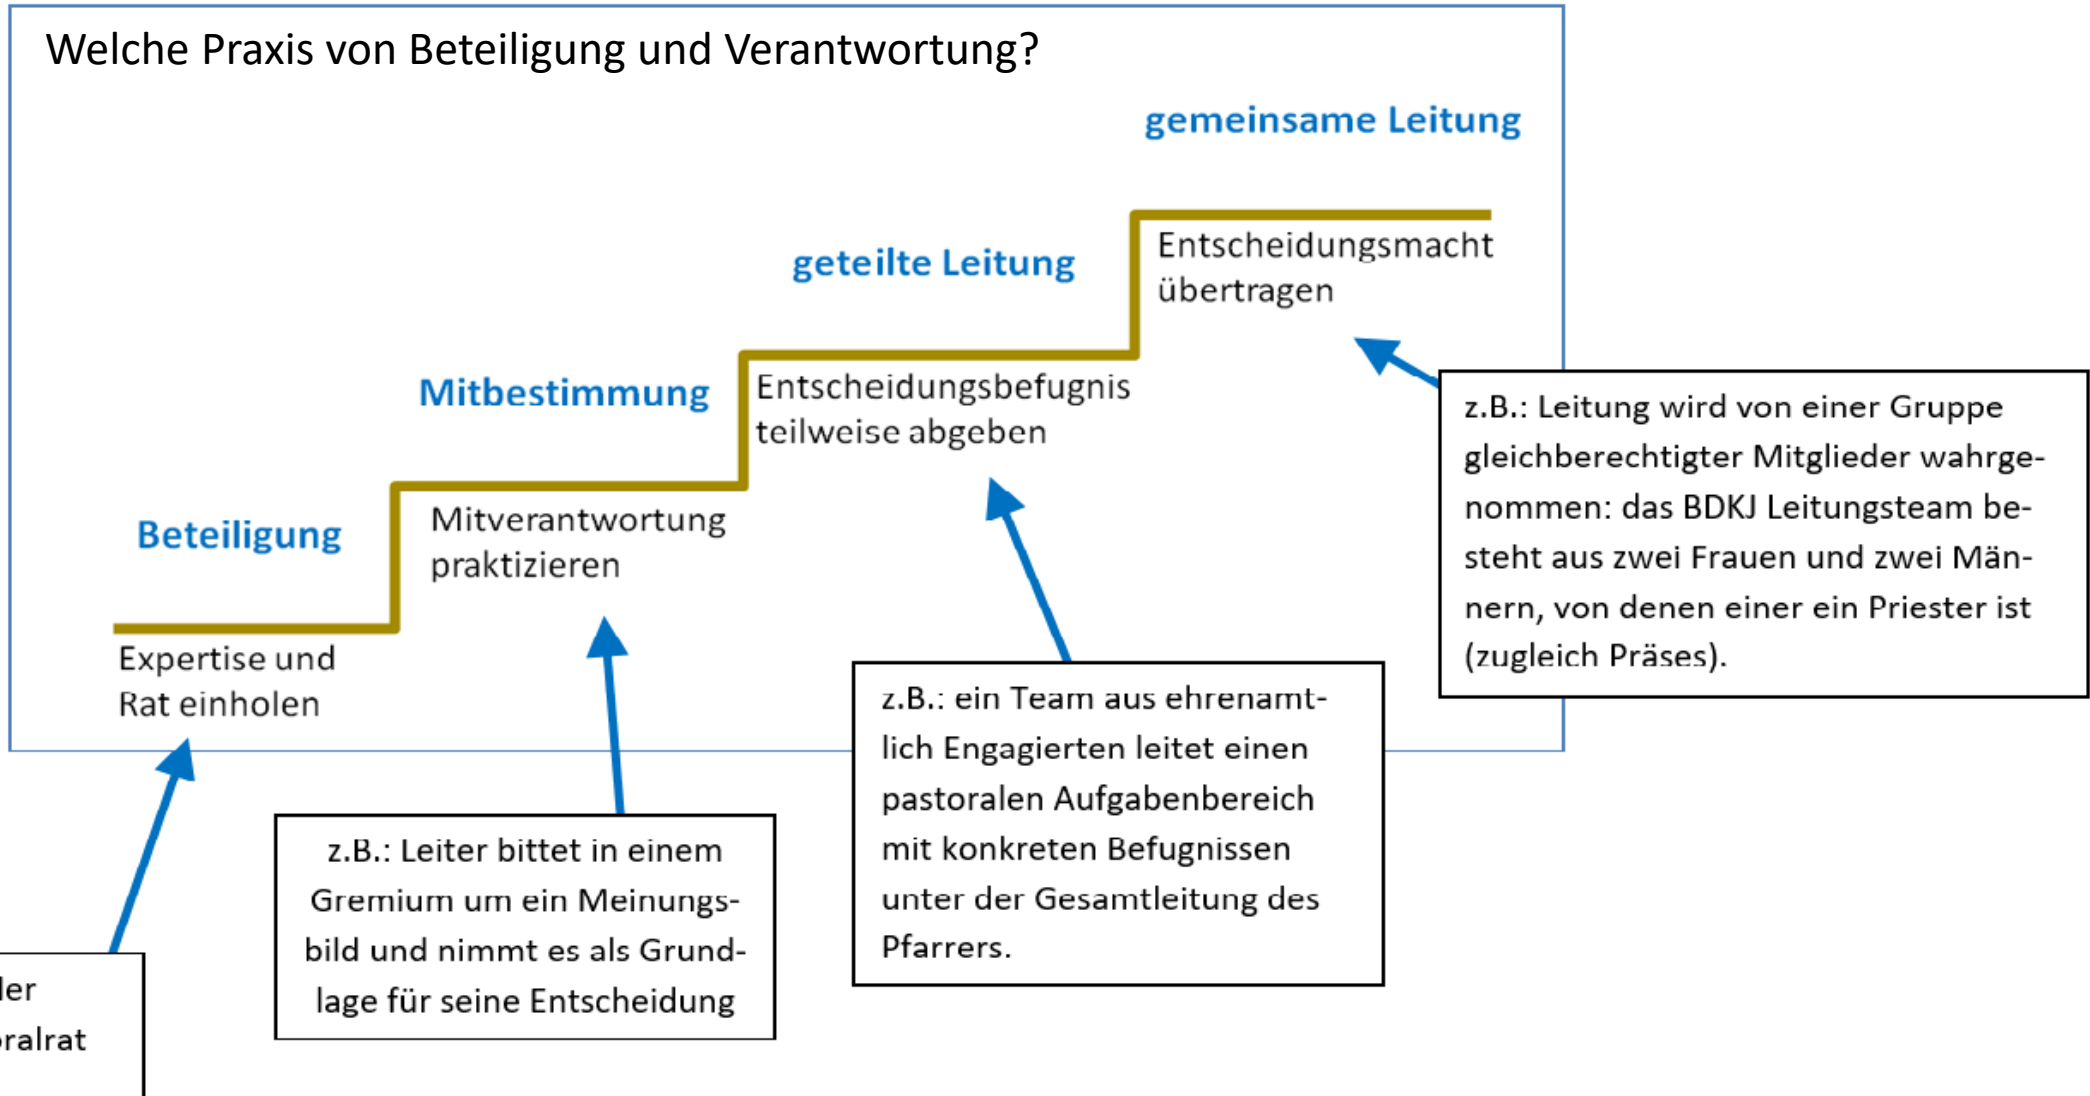 Welche Praxis von Beteiligung und Verantwortung?
gemeinsame Leitung
Entscheidungsmacht
übertragen
geteilte Leitung
Entscheidungsbefugnis
teilweise abgeben
Mitbestimmung
Mitverantwortung
praktizieren
Beteiligung
Expertise und
Rat einholen
z.B.: Leitung wird von einer Gruppe
gleichberechtigter Mitglieder wahrge-
nommen: das BDKJ Leitungsteam be-
steht aus zwei Frauen und zwei Män-
nern, von denen einer ein Priester ist
(zugleich Präses).
z.B.: ein Team aus ehrenamt-
lich Engagierten leitet einen
pastoralen Aufgabenbereich
mit konkreten Befugnissen
unter der Gesamtleitung des
Pfarrers.
z.B.: Leiter bittet in einem
Gremium um ein Meinungs-
bild und nimmt es als Grund-
lage für seine Entscheidung